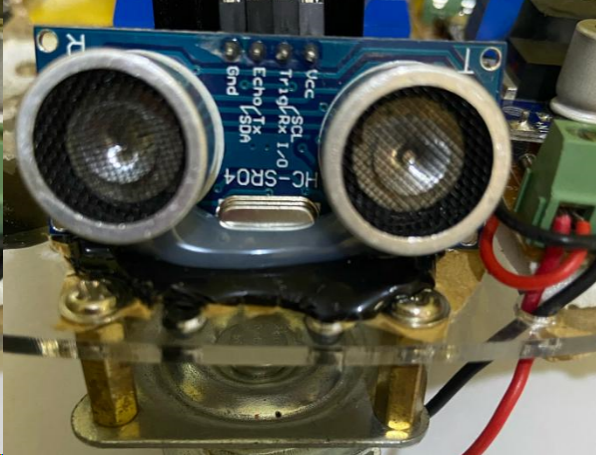 R
T
Vcc
Trig/Rx I/O
SCL
Echo/Tx
SDA
Gnd
HC-SR04